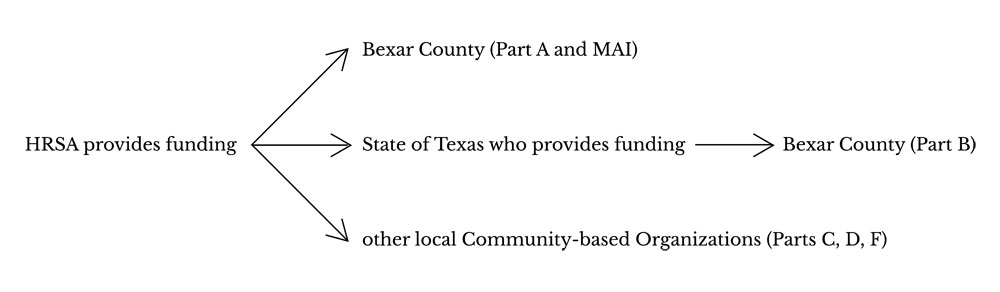 Bexar County (Part A and MAI)
HRSA provides funding
State of Texas who provides funding
Bexar County (Part B)
other local Community-based Organizations (Parts C, D, F)